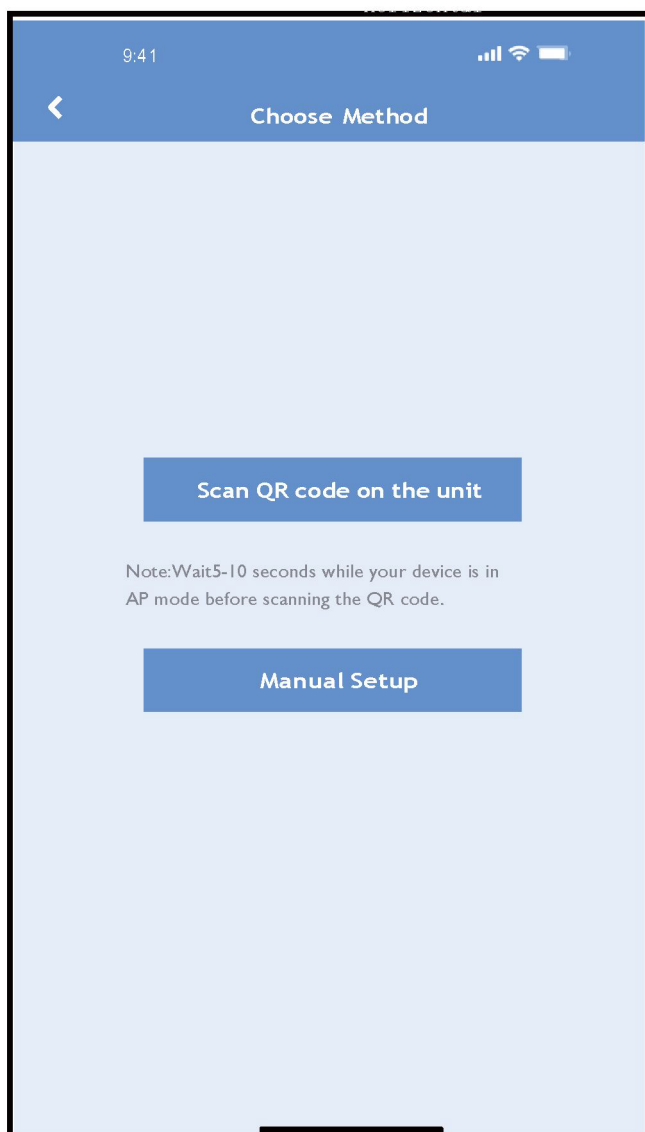 9:41
Choose Method
Scan QR code on the unit
Note:Wait5-10 seconds while your device is in
AP mode before scanning the QR code.
Manual Setup